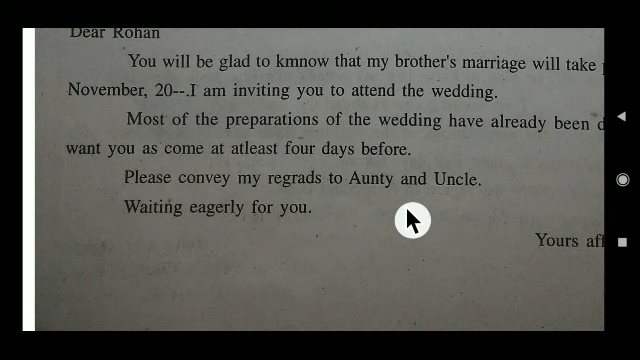 Dear Rohan
You will be glad to kmnow that my brother's marriage will take
November, 20--.I am inviting you to attend the wedding.
Most of the preparations of the wedding have already been
want you as come at atleast four days before.
Please convey my regrads to Aunty and Uncle.
Waiting eagerly for you.
Yours